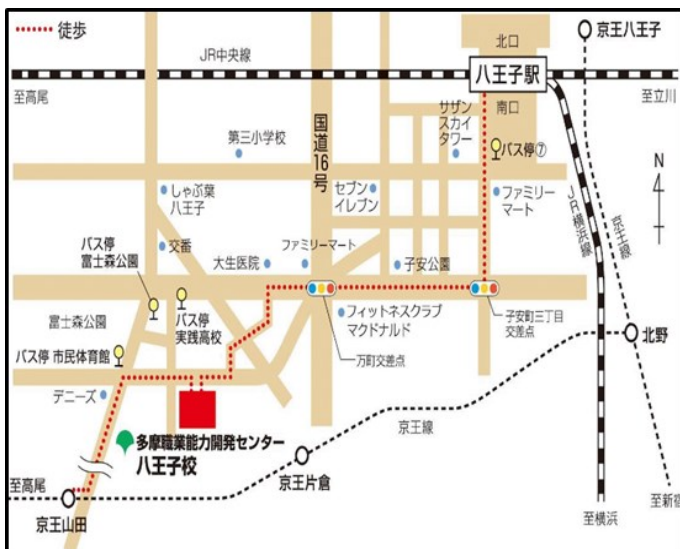 徒歩
JR中央線
至高尾
北口
八王子駅
南口
京王八王子
至立川
第三小学校
国道16号
サザン
スカイ
タワー
バス停⑦
N
しゃぶ葉
八王子
セブン
イレブン
ファミリー
マート
JR横浜線
京王線
バス停
富士森公園
交番
大生医院
ファミリーマート
子安公園
富士森公園
バス停
実践高校
フィットネスクラブ
マクドナルド
子安町三丁目
交差点
万町交差点
北野
バス停 市民体育館
デニーズ
多摩職業能力開発センター
八王子校
京王線
京王片倉
至高尾
京王山田
至横浜
至新宿